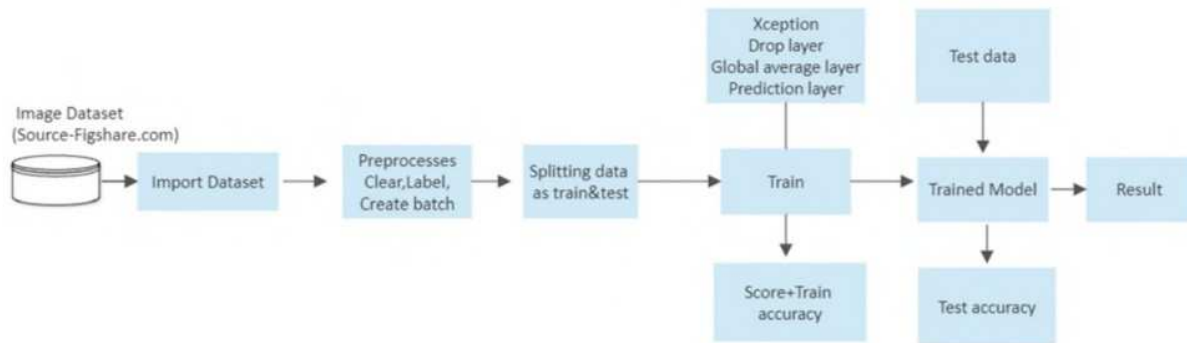 Image Dataset
(Source-Figshare.com)
Import Dataset
Preprocesses
Clear,Label,
Create batch
Splitting data
as train&test
Xception
Drop layer
Global average layer
Prediction layer
Train
Score+Train
accuracy
Test data
Trained Model
Test accuracy
Result